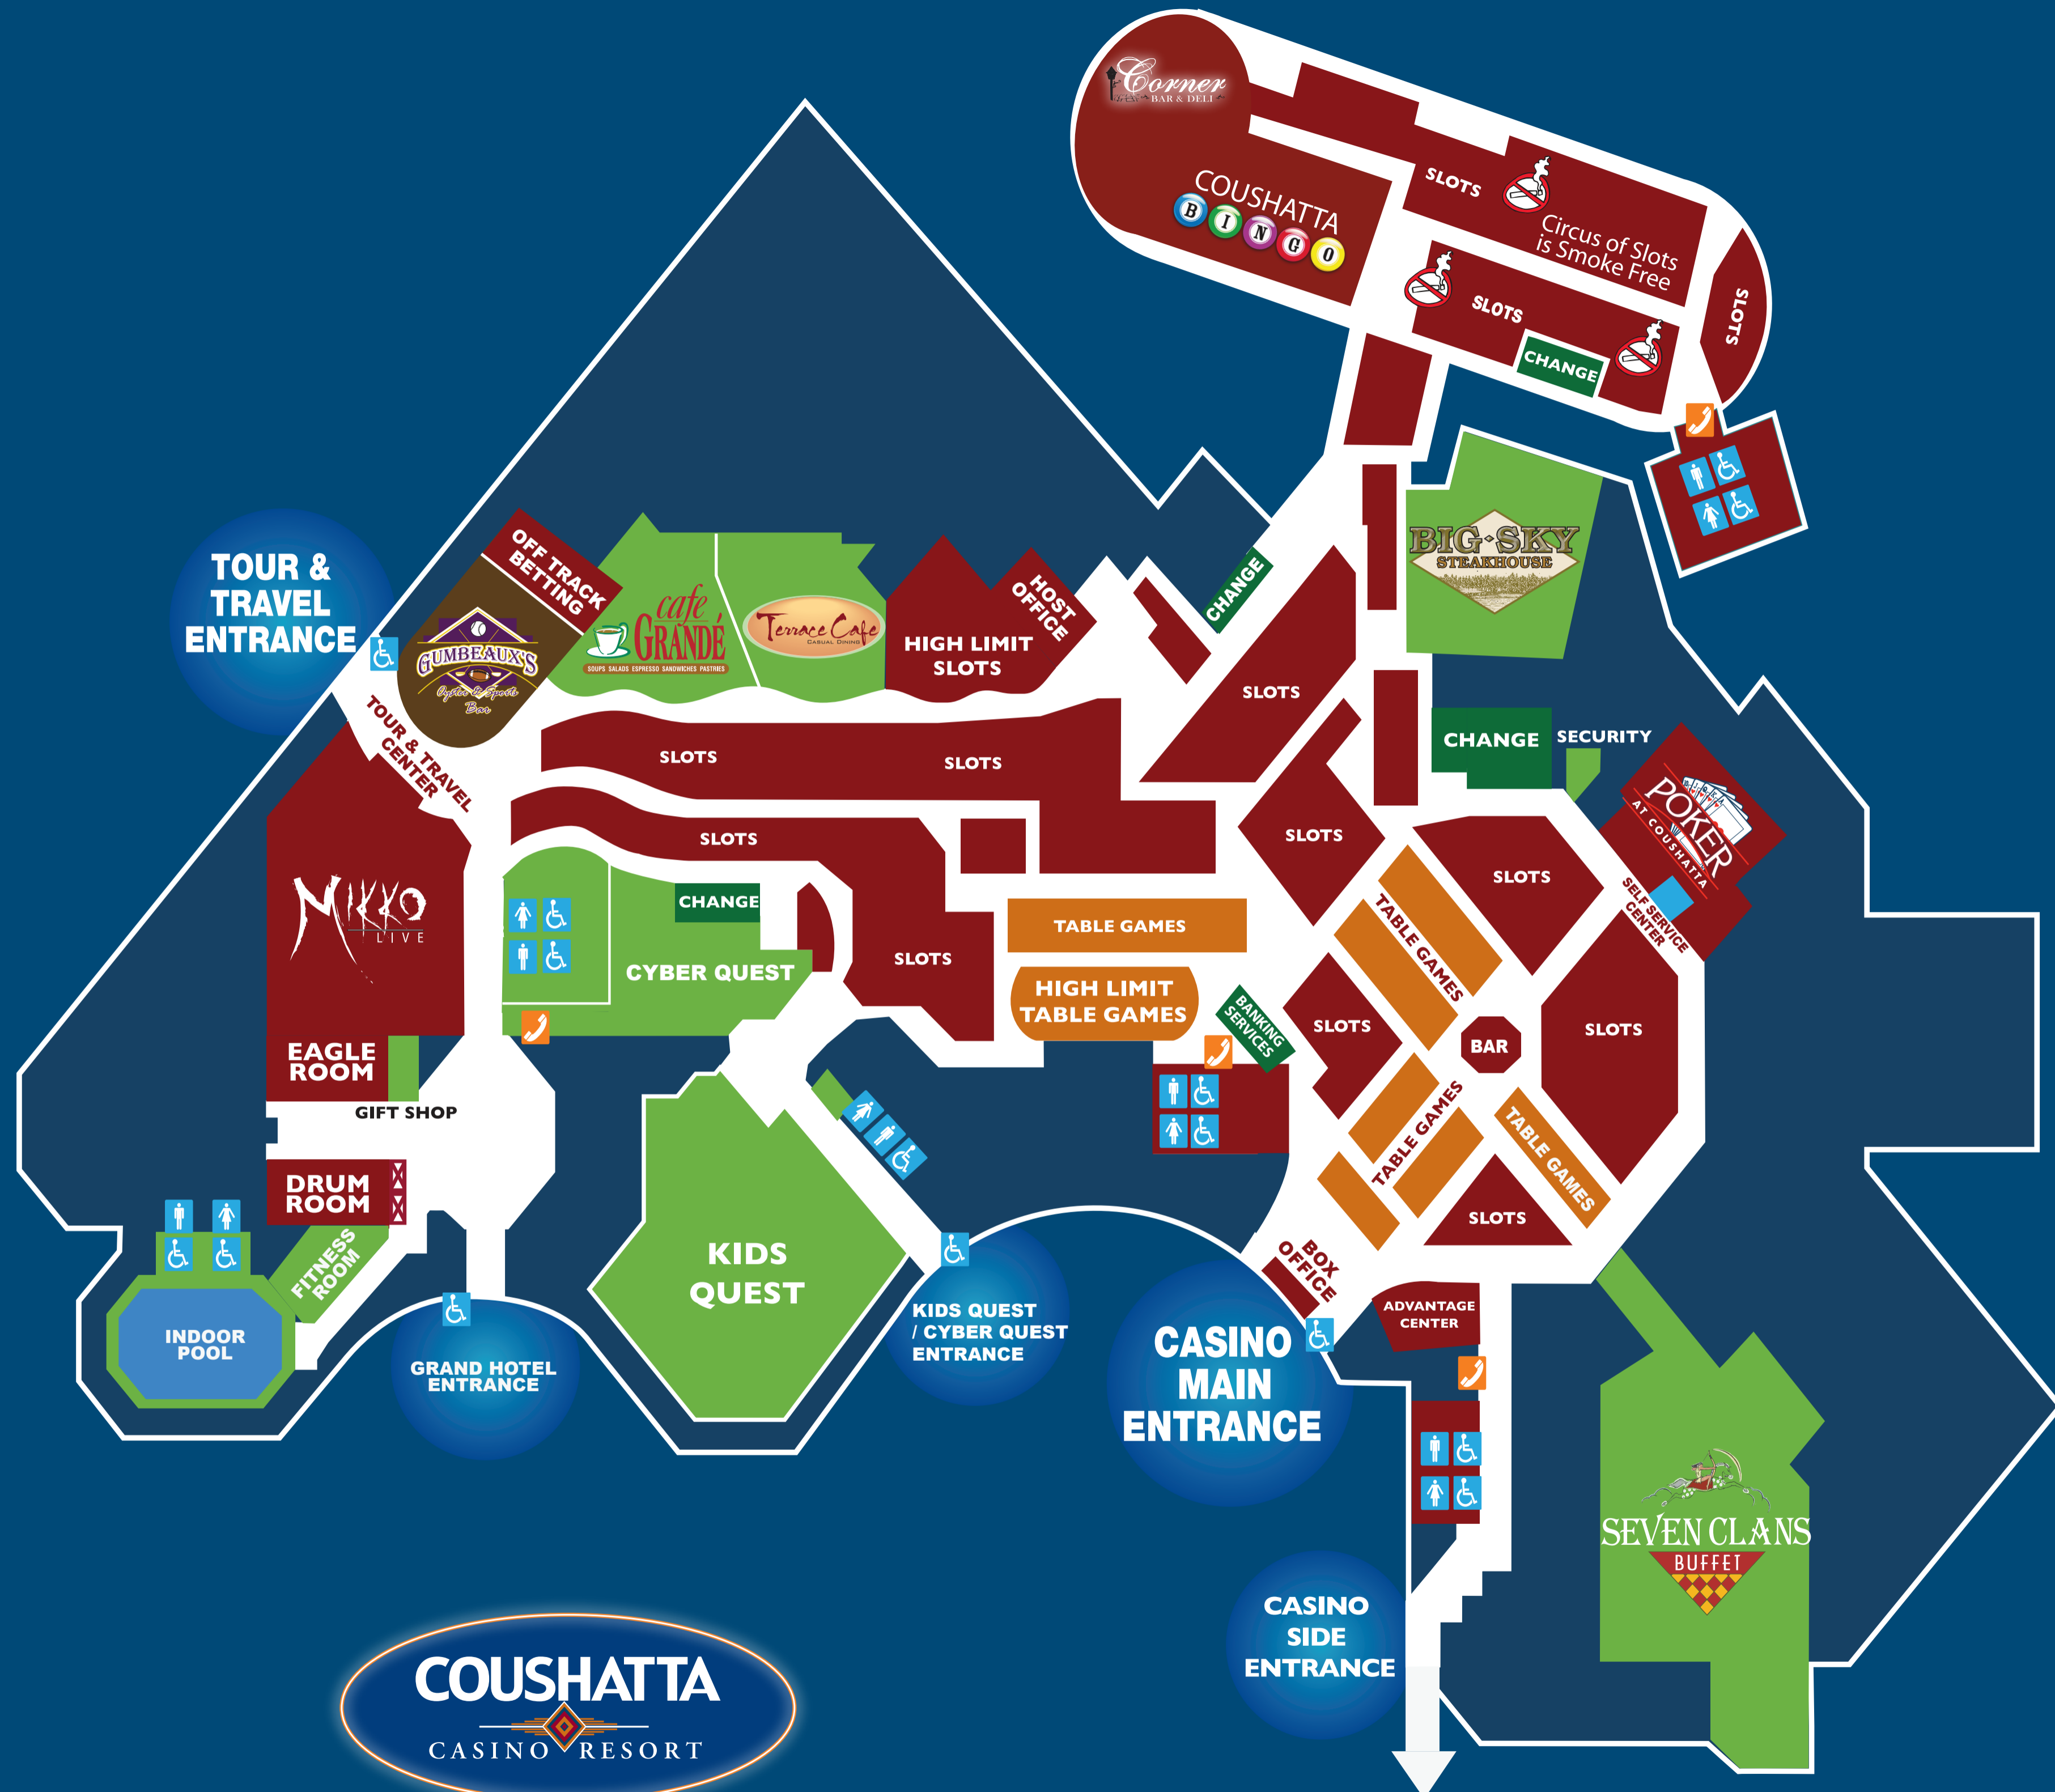 Corner
BAR & DELI
COUSHATTA
B I N G O
SLOTS
Circus of Slots
is Smoke Free
SLOTS
CHANGE
SLOTS
BIG·SKY
STEAKHOUSE
TOUR &
TRAVEL
ENTRANCE
OFF TRACK
BETTING
GUMBEAUX'S
Oyster & Sports
Bar
cafe
GRANDÉ
SOUPS SALADS ESPRESSO SANDWICHES PASTRIES
Terrace Cafe
CASUAL DINING
HIGH LIMIT
SLOTS
HOST
OFFICE
CHANGE
SLOTS
TOUR & TRAVEL
CENTER
SLOTS
SLOTS
SLOTS
CHANGE
SECURITY
POKER
AT COUSHATTA
SELF SERVICE
CENTER
SLOTS
SLOTS
MIKKO
LIVE
CHANGE
CYBER QUEST
SLOTS
TABLE GAMES
HIGH LIMIT
TABLE GAMES
TABLE GAMES
BANKING
SERVICES
SLOTS
BAR
SLOTS
EAGLE
ROOM
GIFT SHOP
DRUM
ROOM
FITNESS
ROOM
INDOOR
POOL
GRAND HOTEL
ENTRANCE
KIDS
QUEST
KIDS QUEST
/ CYBER QUEST
ENTRANCE
TABLE GAMES
TABLE GAMES
SLOTS
BOX
OFFICE
ADVANTAGE
CENTER
CASINO
MAIN
ENTRANCE
SEVEN CLANS
BUFFET
CASINO
SIDE
ENTRANCE
COUSHATTA
CASINO RESORT